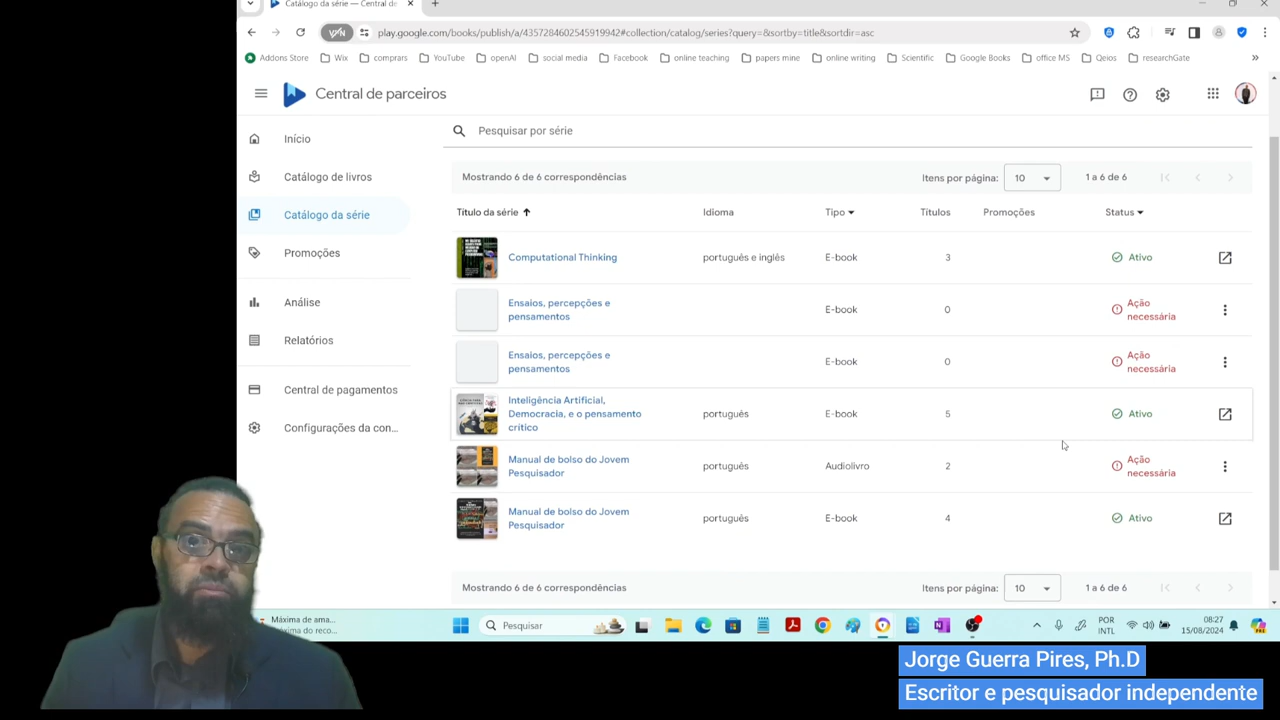 Catálogo da série — Central de
play.google.com/books/publish/a/4357284602545919942#collection/catalog/series?query=&sortby=title&sortdir=asc
Addons Store Wix comprars YouTube openAI social media Facebook online teaching papers mine online writing Scientific Google Books office MS Qeios researchGate
Central de parceiros
Início
Catálogo de livros
Catálogo da série
Promoções
Análise
Relatórios
Central de pagamentos
Configurações da con...
Pesquisar por série
Mostrando 6 de 6 correspondências Itens por página: 10 1 a 6 de 6
Título da série Idioma Tipo Títulos Promoções Status
Computational Thinking português e inglês E-book 3 Ativo
Ensaios, percepções e
pensamentos E-book 0 Ação
necessária
Ensaios, percepções e
pensamentos E-book 0 Ação
necessária
Inteligência Artificial,
Democracia, e o pensamento
crítico português E-book 5 Ativo
Manual de bolso do Jovem
Pesquisador português Audiolivro 2 Ação
necessária
Manual de bolso do Jovem
Pesquisador português E-book 4 Ativo
Mostrando 6 de 6 correspondências Itens por página: 10 1 a 6 de 6
Máxima de ama...
Pesquisar
POR
INTL
08:27
15/08/2024
Jorge Guerra Pires, Ph.D
Escritor e pesquisador independente